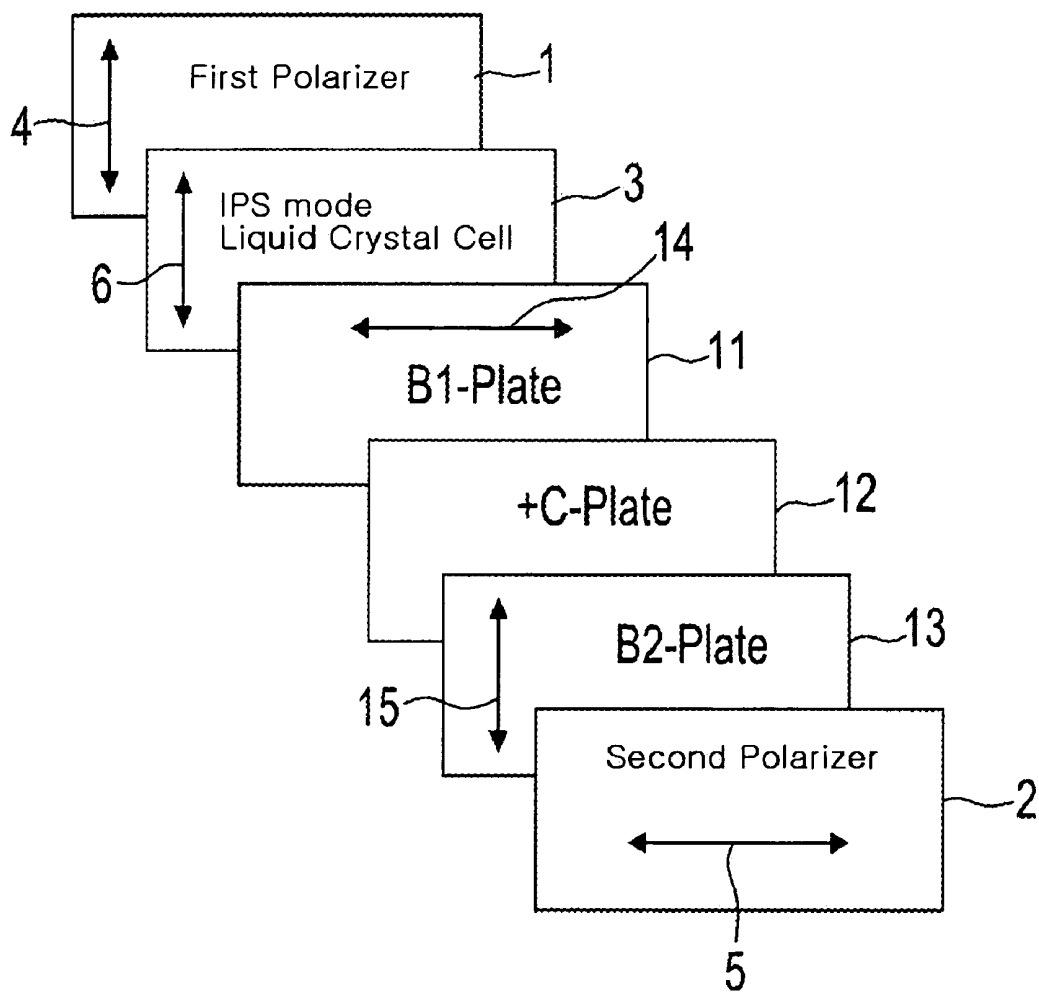 First Polarizer
1
4
IPS mode
Liquid Crystal Cell
3
6
14
B1-Plate
11
+C-Plate
12
B2-Plate
13
15
Second Polarizer
2
5